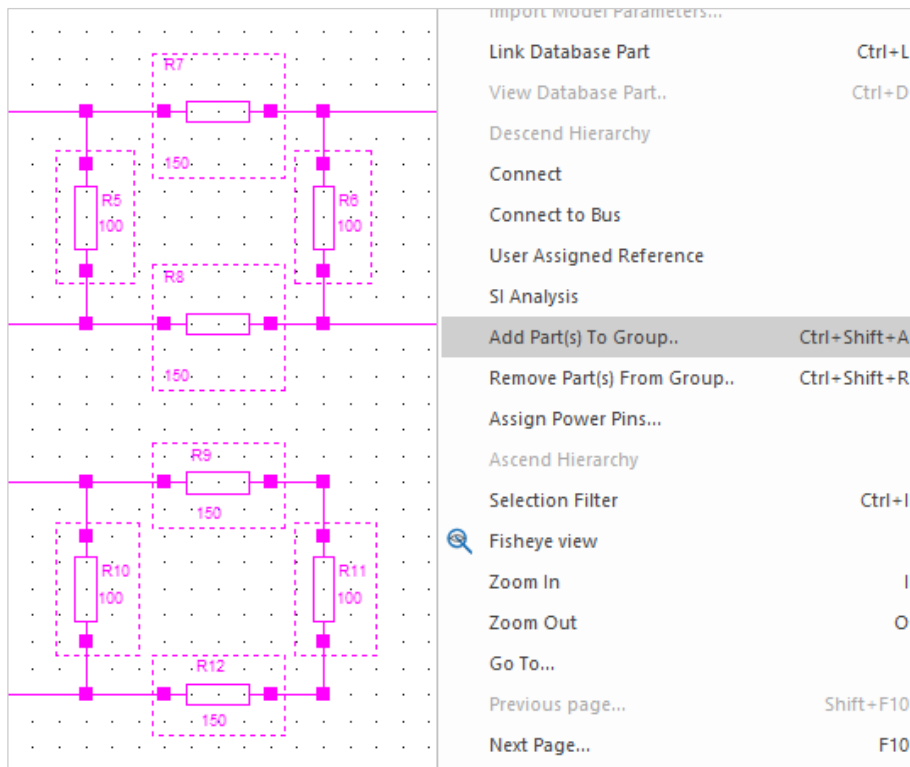 R7
150
R5
100
R6
100
R8
150
R9
150
R10
100
R11
100
R12
150
Import Model Parameters...
Link Database Part Ctrl+L
View Database Part.. Ctrl+D
Descend Hierarchy
Connect
Connect to Bus
User Assigned Reference
SI Analysis
Add Part(s) To Group.. Ctrl+Shift+A
Remove Part(s) From Group.. Ctrl+Shift+R
Assign Power Pins...
Ascend Hierarchy
Selection Filter Ctrl+I
Fisheye view
Zoom In I
Zoom Out O
Go To...
Previous page... Shift+F10
Next Page... F10